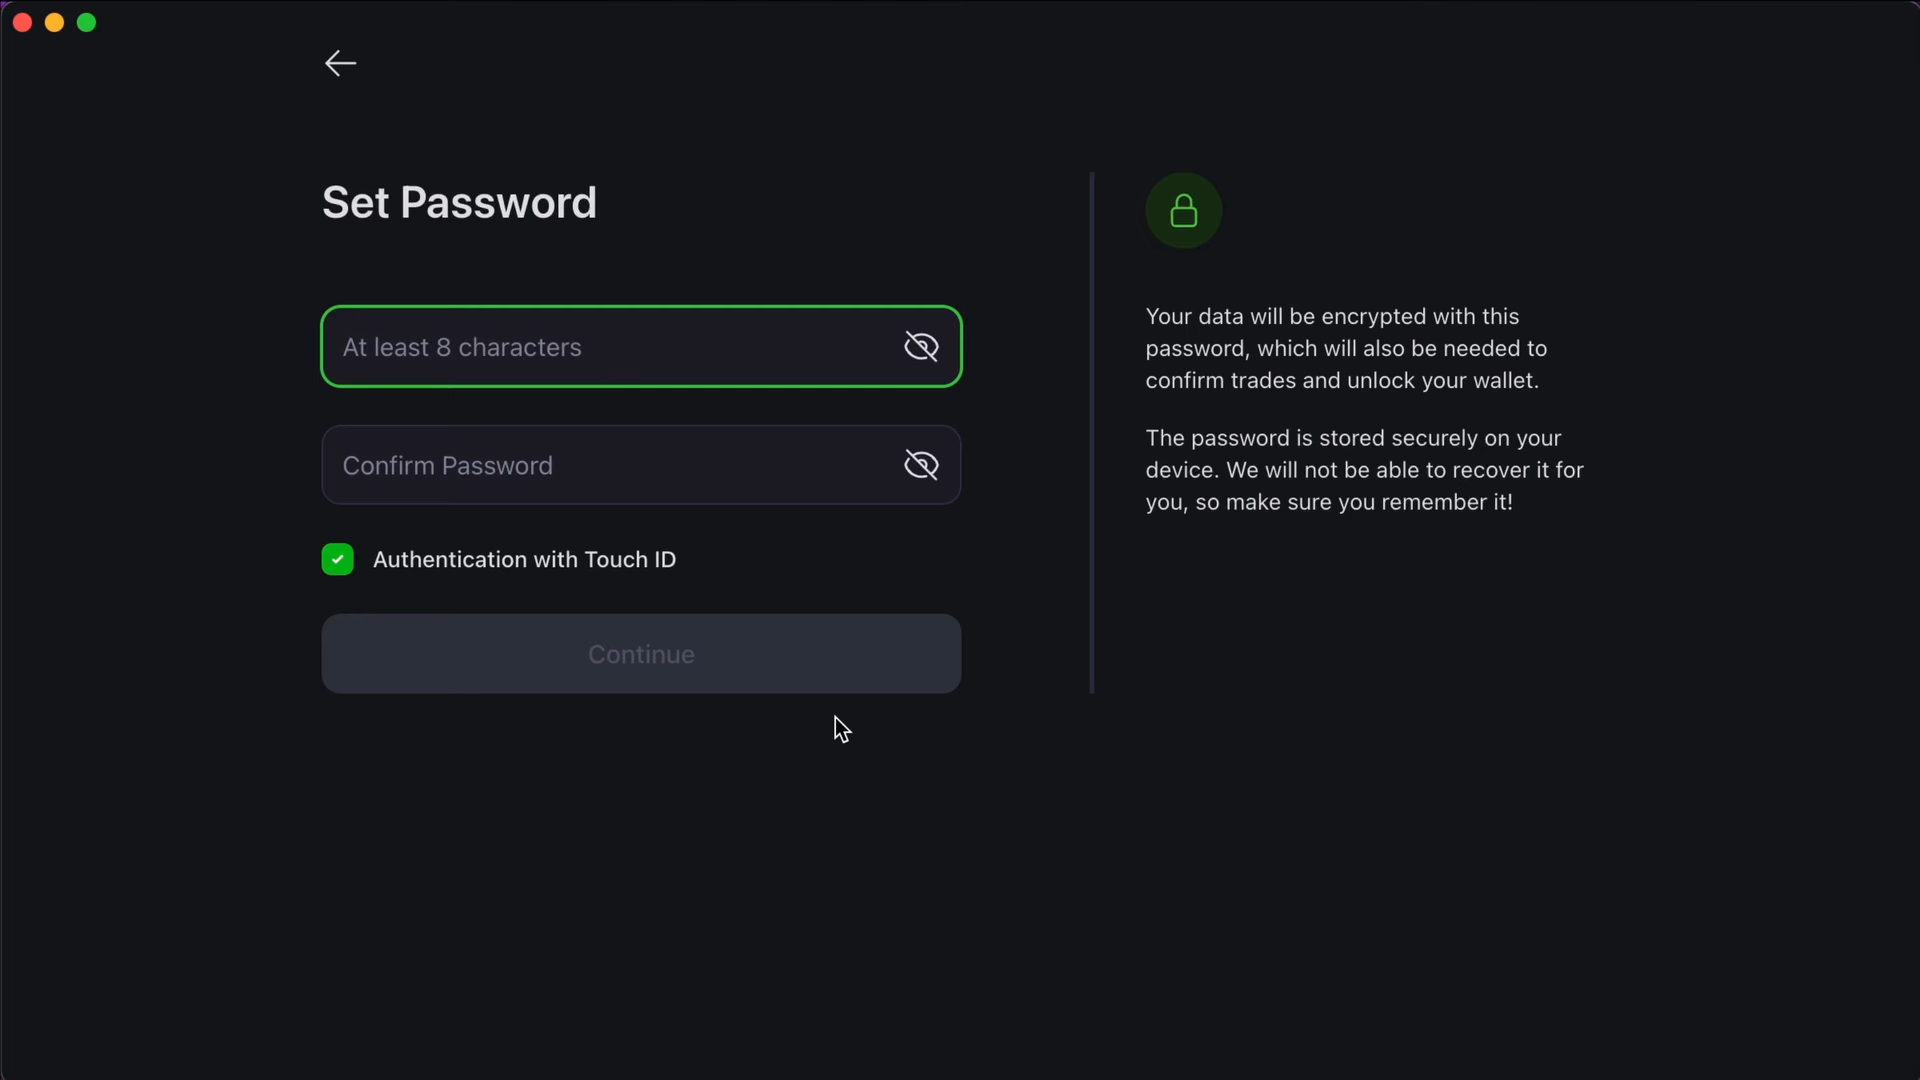 Set Password
At least 8 characters
Confirm Password
Authentication with Touch ID
Continue
Your data will be encrypted with this
password, which will also be needed to
confirm trades and unlock your wallet.
The password is stored securely on your
device. We will not be able to recover it for
you, so make sure you remember it!